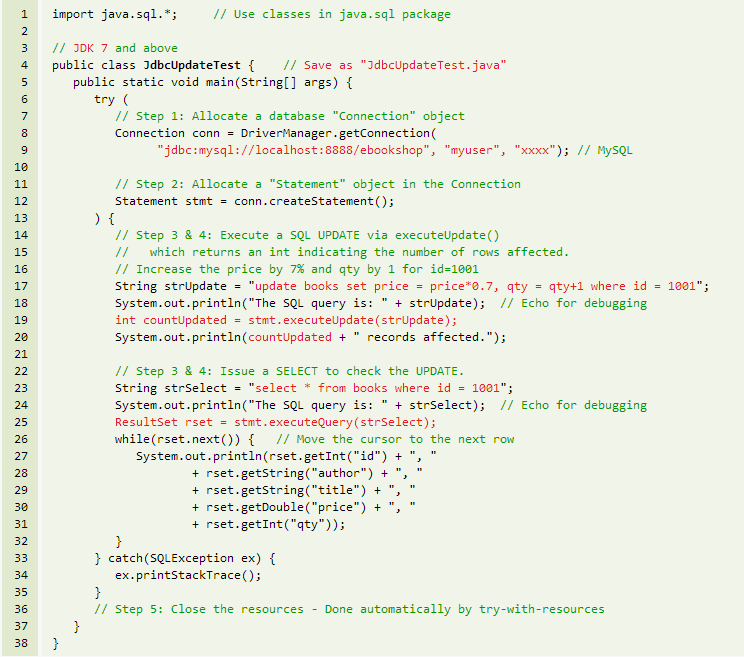 1 import java.sql.*;     // Use classes in java.sql package
2
3 // JDK 7 and above
4 public class JdbcUpdateTest {    // Save as "JdbcUpdateTest.java"
5    public static void main(String[] args) {
6       try (
7          // Step 1: Allocate a database "Connection" object
8          Connection conn = DriverManager.getConnection(
9                "jdbc:mysql://localhost:8888/ebookshop", "myuser", "xxxx"); // MySQL
10
11          // Step 2: Allocate a "Statement" object in the Connection
12          Statement stmt = conn.createStatement();
13       ) {
14          // Step 3 & 4: Execute a SQL UPDATE via executeUpdate()
15          //   which returns an int indicating the number of rows affected.
16          // Increase the price by 7% and qty by 1 for id=1001
17          String strUpdate = "update books set price = price*0.7, qty = qty+1 where id = 1001";
18          System.out.println("The SQL query is: " + strUpdate);  // Echo for debugging
19          int countUpdated = stmt.executeUpdate(strUpdate);
20          System.out.println(countUpdated + " records affected.");
21
22          // Step 3 & 4: Issue a SELECT to check the UPDATE.
23          String strSelect = "select * from books where id = 1001";
24          System.out.println("The SQL query is: " + strSelect);  // Echo for debugging
25          ResultSet rset = stmt.executeQuery(strSelect);
26          while(rset.next()) {   // Move the cursor to the next row
27             System.out.println(rset.getInt("id") + ", "
28                     + rset.getString("author") + ", "
29                     + rset.getString("title") + ", "
30                     + rset.getDouble("price") + ", "
31                     + rset.getInt("qty"));
32          }
33       } catch(SQLException ex) {
34          ex.printStackTrace();
35       }
36       // Step 5: Close the resources - Done automatically by try-with-resources
37    }
38 }